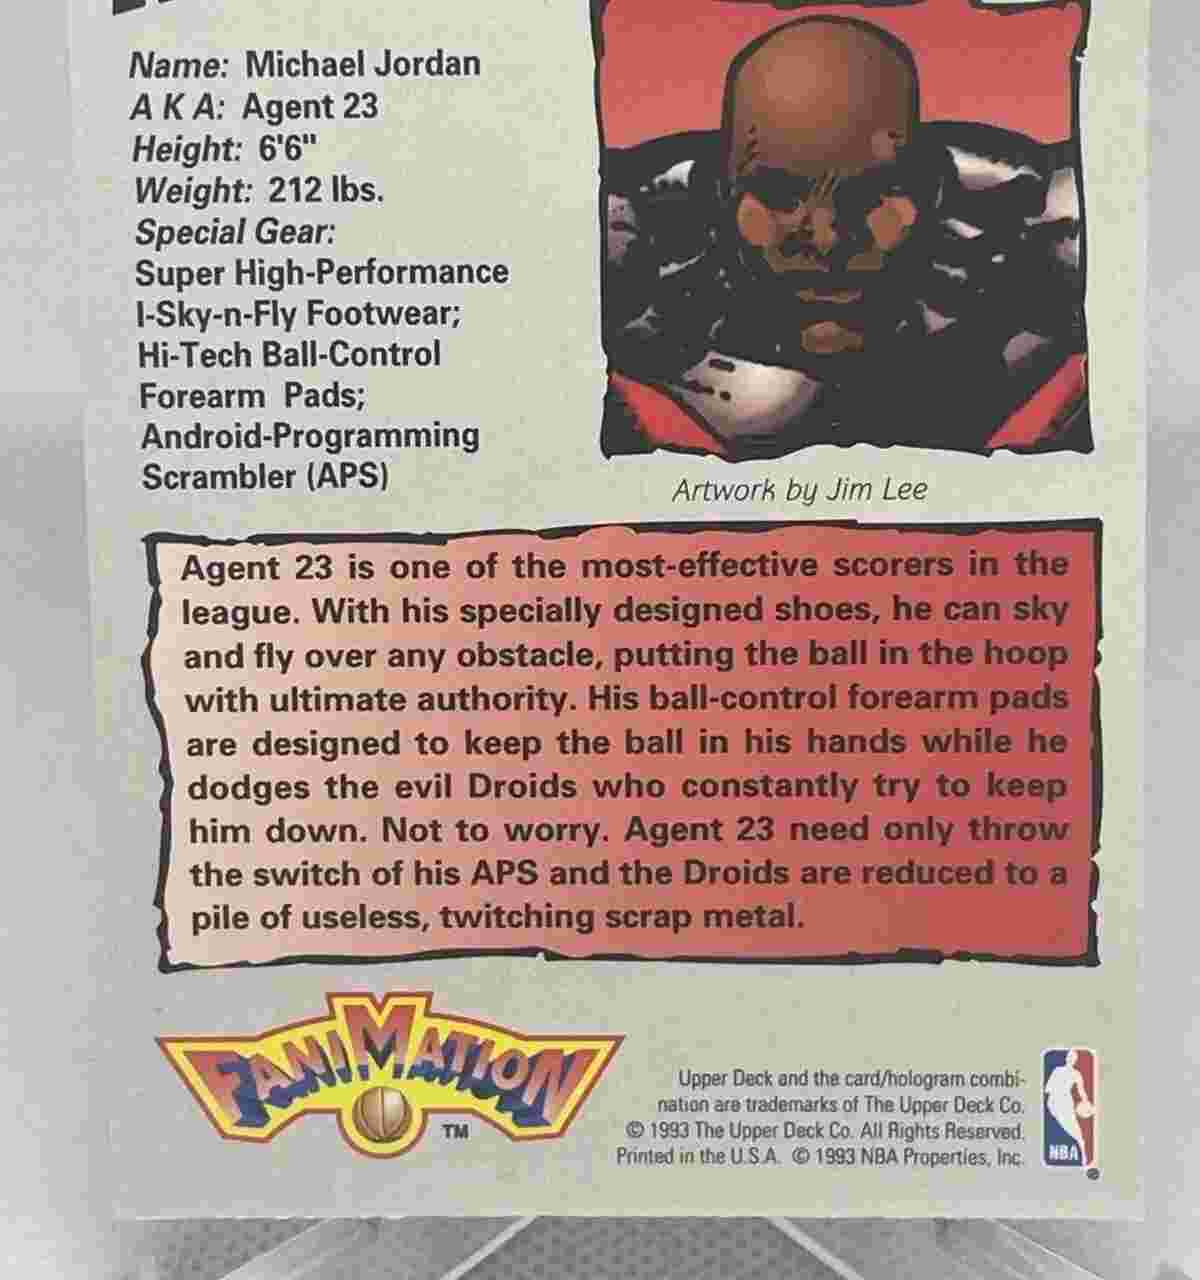 Name: Michael Jordan
A K A: Agent 23
Height: 6'6"
Weight: 212 lbs.
Special Gear:
Super High-Performance
I-Sky-n-Fly Footwear;
Hi-Tech Ball-Control
Forearm Pads;
Android-Programming
Scrambler (APS)
Artwork by Jim Lee
Agent 23 is one of the most-effective scorers in the
league. With his specially designed shoes, he can sky
and fly over any obstacle, putting the ball in the hoop
with ultimate authority. His ball-control forearm pads
are designed to keep the ball in his hands while he
dodges the evil Droids who constantly try to keep
him down. Not to worry. Agent 23 need only throw
the switch of his APS and the Droids are reduced to a
pile of useless, twitching scrap metal.
FANIMATION
TM
Upper Deck and the card/hologram combi-
nation are trademarks of The Upper Deck Co.
© 1993 The Upper Deck Co. All Rights Reserved.
Printed in the U.S.A. © 1993 NBA Properties, Inc.
NBA
®